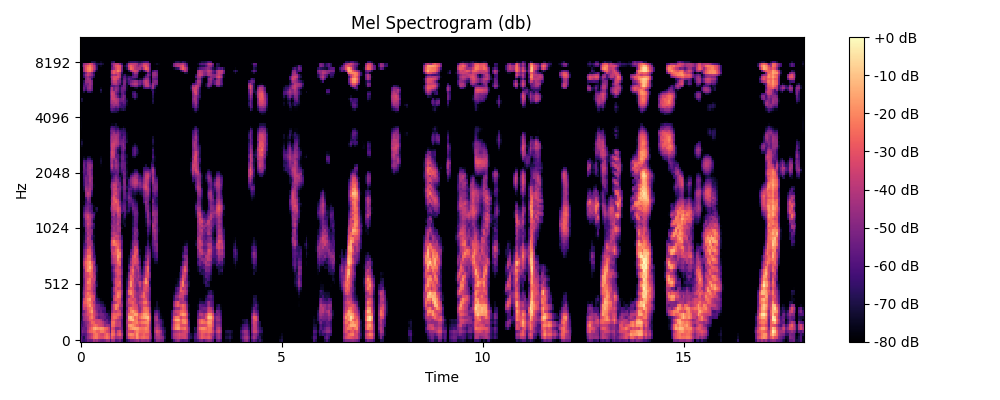 Mel Spectrogram (db)
8192
4096
2048
1024
512
0
Hz
0 5 10 15
Time
+0 dB
-10 dB
-20 dB
-30 dB
-40 dB
-50 dB
-60 dB
-70 dB
-80 dB